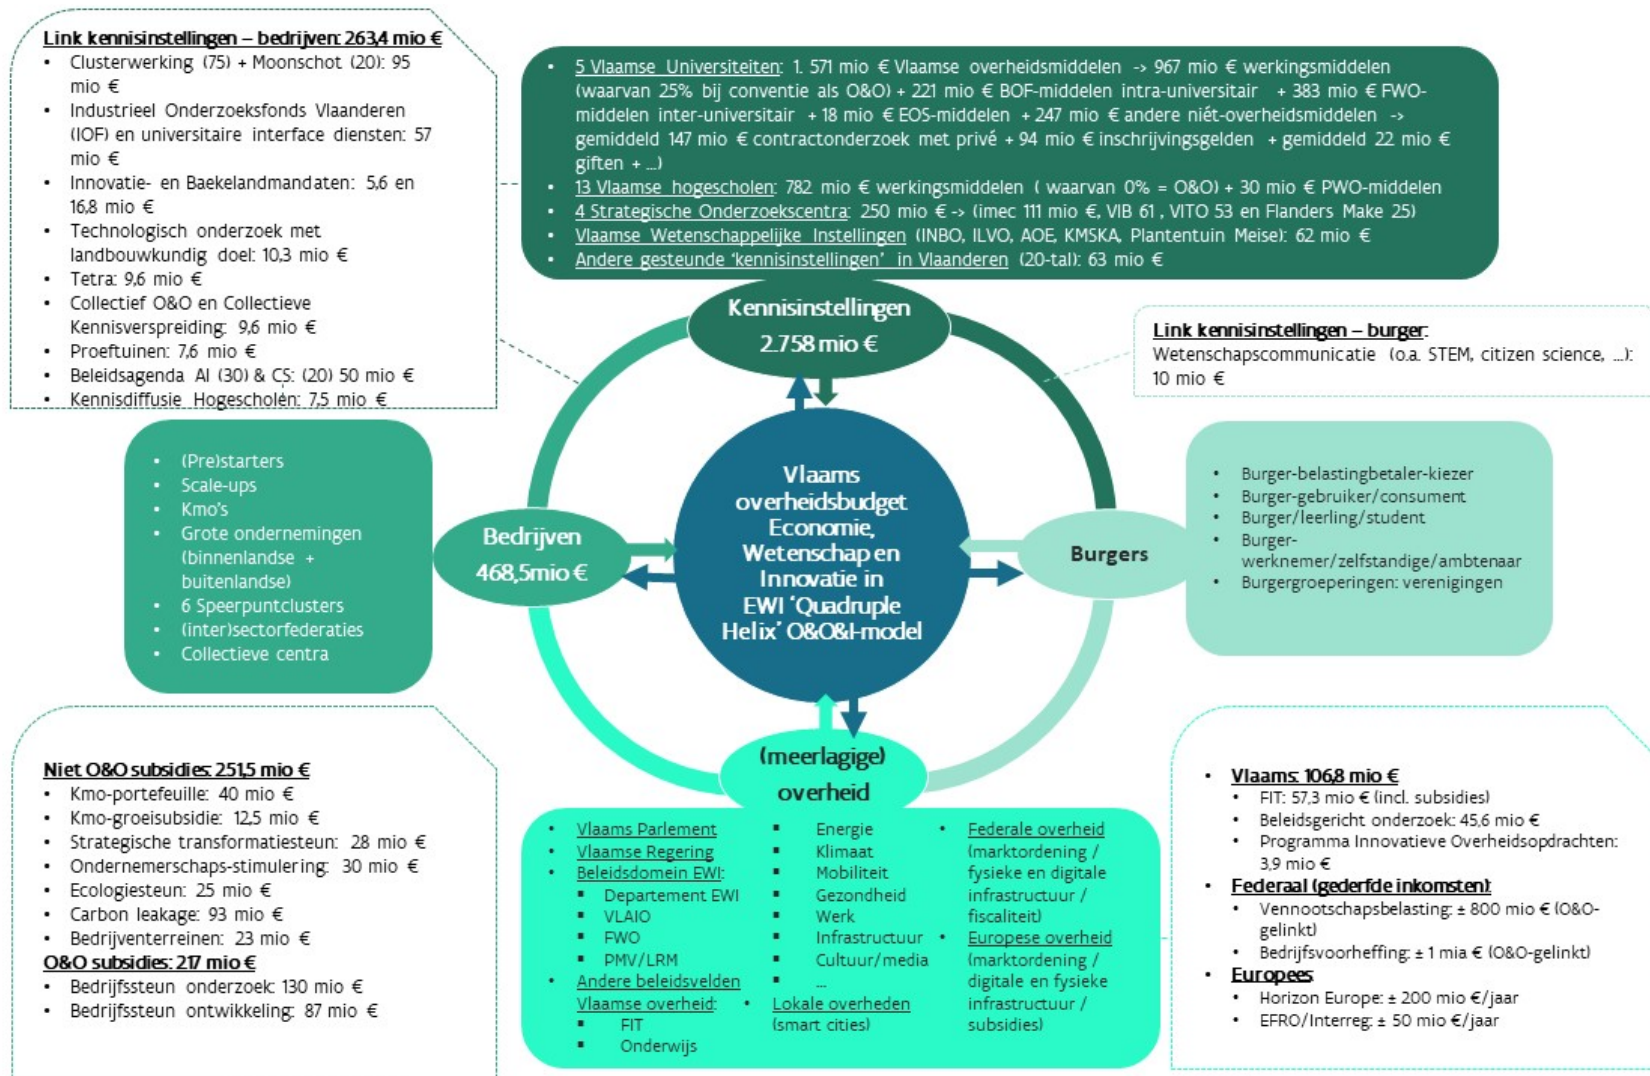 Link kennisinstellingen – bedrijven: 263,4 mio €
• Clusterwerking (75) + Moonschot (20): 95
mio €
• Industrieel Onderzoeksfonds Vlaanderen
(IOF) en universitaire interface diensten: 57
mio €
• Innovatie- en Baekelandmandaten: 5,6 en
16,8 mio €
• Technologisch onderzoek met
landbouwkundig doel: 10,3 mio €
• Tetra: 9,6 mio €
• Collectief O&O en Collectieve
Kennisverspreiding: 9,6 mio €
• Proeftuinen: 7,6 mio €
• Beleidsagenda AI (30) & CS: (20) 50 mio €
• Kennisdiffusie Hogescholen: 7,5 mio €
• 5 Vlaamse Universiteiten: 1. 571 mio € Vlaamse overheidsmiddelen -> 967 mio € werkingsmiddelen
(waarvan 25% bij conventie als O&O) + 221 mio € BOF-middelen intra-universitair + 383 mio € FWO-
middelen inter-universitair + 18 mio € EOS-middelen + 247 mio € andere niét-overheidsmiddelen ->
gemiddeld 147 mio € contractonderzoek met privé + 94 mio € inschrijvingsgelden + gemiddeld 22 mio €
giften + ...)
• 13 Vlaamse hogescholen: 782 mio € werkingsmiddelen ( waarvan 0% = O&O) + 30 mio € PWO-middelen
• 4 Strategische Onderzoekscentra: 250 mio € -> (imec 111 mio €, VIB 61 , VITO 53 en Flanders Make 25)
• Vlaamse Wetenschappelijke Instellingen (INBO, ILVO, AOE, KMSKA, Plantentuin Meise): 62 mio €
• Andere gesteunde ‘kennisinstellingen’ in Vlaanderen (20-tal): 63 mio €
Kennisinstellingen
2.758 mio €
Link kennisinstellingen – burger:
Wetenschapscommunicatie (o.a. STEM, citizen science, ...):
10 mio €
• (Pre)starters
• Scale-ups
• Kmo's
• Grote ondernemingen
(binnenlandse +
buitenlandse)
• 6 Speerpuntclusters
• (inter)sectorfederaties
• Collectieve centra
Bedrijven
468,5mio €
Vlaams
overheidsbudget
Economie,
Wetenschap en
Innovatie in
EWI ‘Quadruple
Helix’ O&O&I-model
Burgers
• Burger-belastingbetaler-kiezer
• Burger-gebruiker/consument
• Burger/leerling/student
• Burger-
werknemer/zelfstandige/ambtenaar
• Burgergroeperingen: verenigingen
Niet O&O subsidies: 251,5 mio €
• Kmo-portefeuille: 40 mio €
• Kmo-groeisubsidie: 12,5 mio €
• Strategische transformatiesteun: 28 mio €
• Ondernemerschaps-stimulering: 30 mio €
• Ecologiesteun: 25 mio €
• Carbon leakage: 93 mio €
• Bedrijventerreinen: 23 mio €
O&O subsidies: 217 mio €
• Bedrijfssteun onderzoek: 130 mio €
• Bedrijfssteun ontwikkeling: 87 mio €
(meerlagige)
overheid
• Vlaams Parlement
• Vlaamse Regering
• Beleidsdomein EWI:
▪ Departement EWI
▪ VLAIO
▪ FWO
▪ PMV/LRM
• Andere beleidsvelden
Vlaamse overheid:
▪ FIT
▪ Onderwijs
▪ Energie
▪ Klimaat
▪ Mobiliteit
▪ Gezondheid
▪ Werk
▪ Infrastructuur
▪ Cultuur/media
▪ ...
• Lokale overheden
(smart cities)
• Federale overheid
(marktordening /
fysieke en digitale
infrastructuur /
fiscaliteit)
• Europese overheid
(marktordening /
digitale en fysieke
infrastructuur /
subsidies)
• Vlaams: 106,8 mio €
• FIT: 57,3 mio € (incl. subsidies)
• Beleidsgericht onderzoek: 45,6 mio €
• Programma Innovatieve Overheidsopdrachten:
3,9 mio €
• Federaal (gederfde inkomsten):
• Vennootschapsbelasting: ± 800 mio € (O&O-
gelinkt)
• Bedrijfsvoorheffing: ± 1 mia € (O&O-gelinkt)
• Europees
• Horizon Europe: ± 200 mio €/jaar
• EFRO/Interreg: ± 50 mio €/jaar